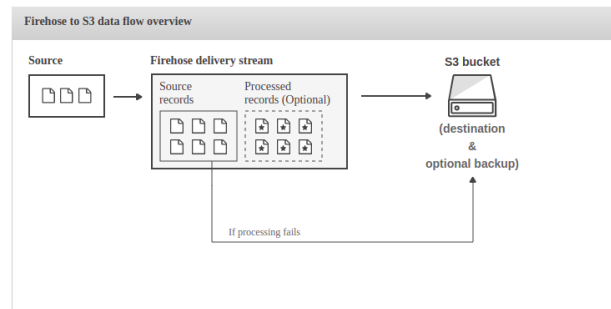 Firehose to S3 data flow overview
Source
Firehose delivery stream
S3 bucket
Source
records
Processed
records (Optional)
(destination
&
optional backup)
If processing fails